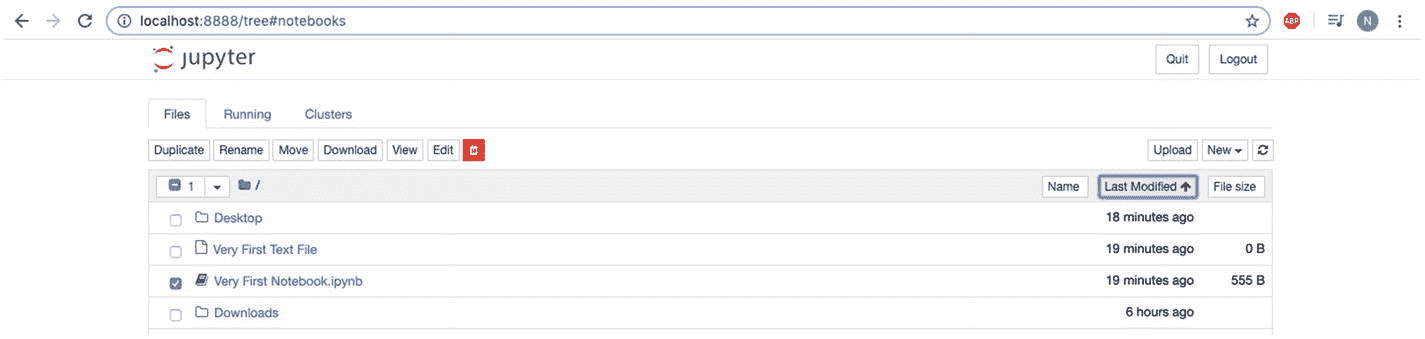 localhost:8888/tree#notebooks
ABP
N
jupyter
Quit
Logout
Files
Running
Clusters
Duplicate
Rename
Move
Download
View
Edit
Upload
New
1
/
Name
Last Modified
File size
Desktop
18 minutes ago
Very First Text File
19 minutes ago
0 B
Very First Notebook.ipynb
19 minutes ago
555 B
Downloads
6 hours ago